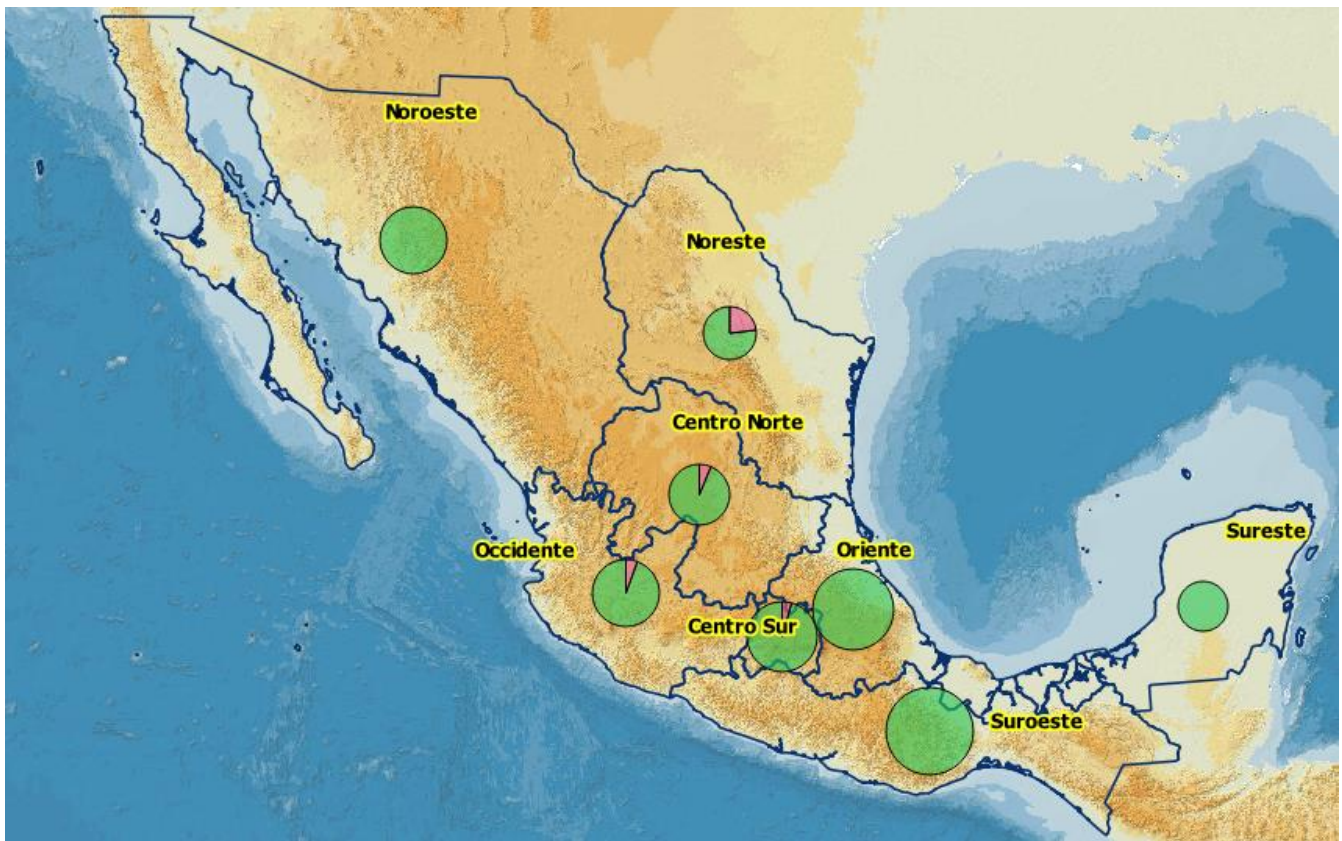 Noroeste
Noreste
Centro Norte
Occidente
Oriente
Sureste
Centro Sur
Suroeste